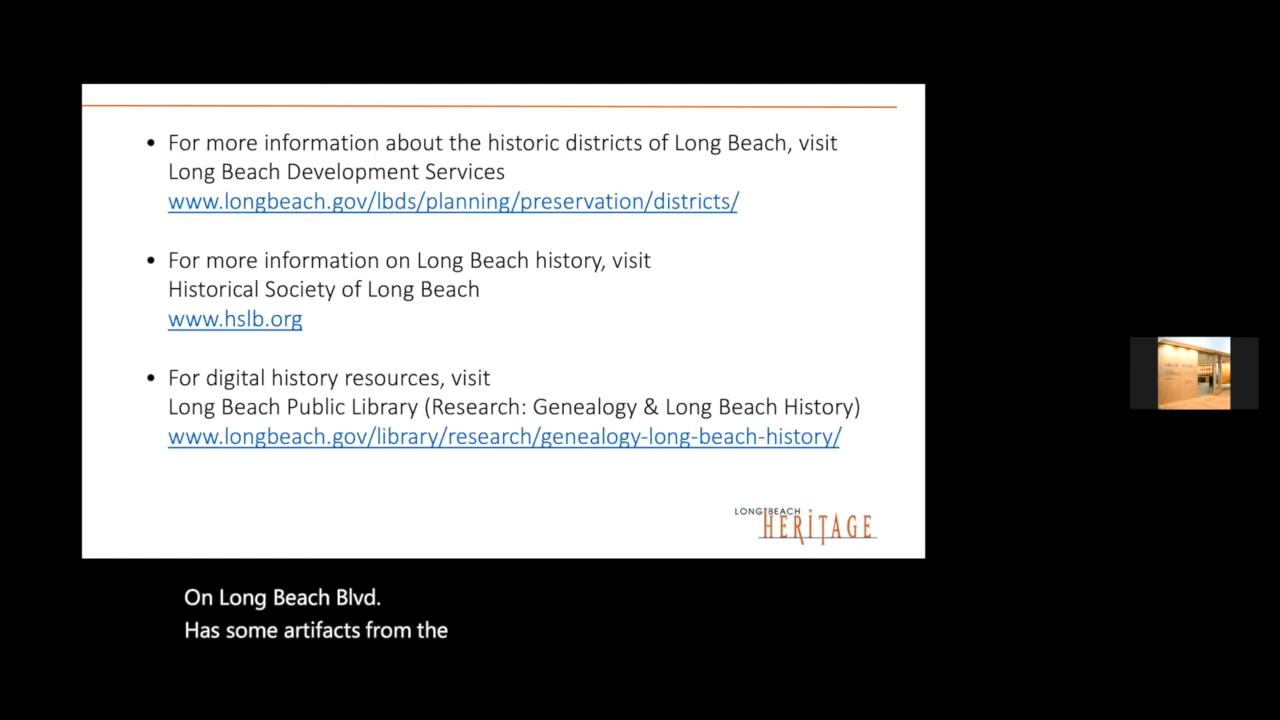 • For more information about the historic districts of Long Beach, visit
Long Beach Development Services
www.longbeach.gov/lbds/planning/preservation/districts/
• For more information on Long Beach history, visit
Historical Society of Long Beach
www.hslb.org
• For digital history resources, visit
Long Beach Public Library (Research: Genealogy & Long Beach History)
www.longbeach.gov/library/research/genealogy-long-beach-history/
LONG BEACH
HERITAGE
On Long Beach Blvd.
Has some artifacts from the